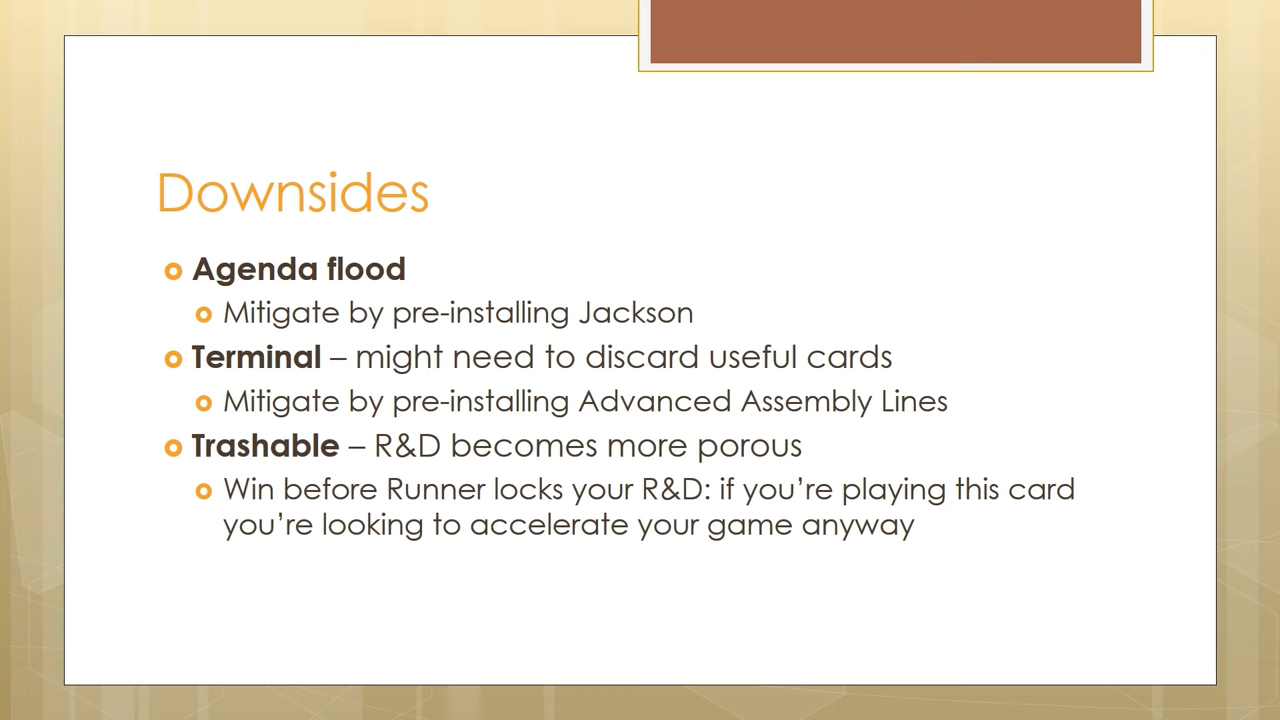 Downsides
Agenda flood
Mitigate by pre-installing Jackson
Terminal – might need to discard useful cards
Mitigate by pre-installing Advanced Assembly Lines
Trashable – R&D becomes more porous
Win before Runner locks your R&D: if you’re playing this card
you’re looking to accelerate your game anyway